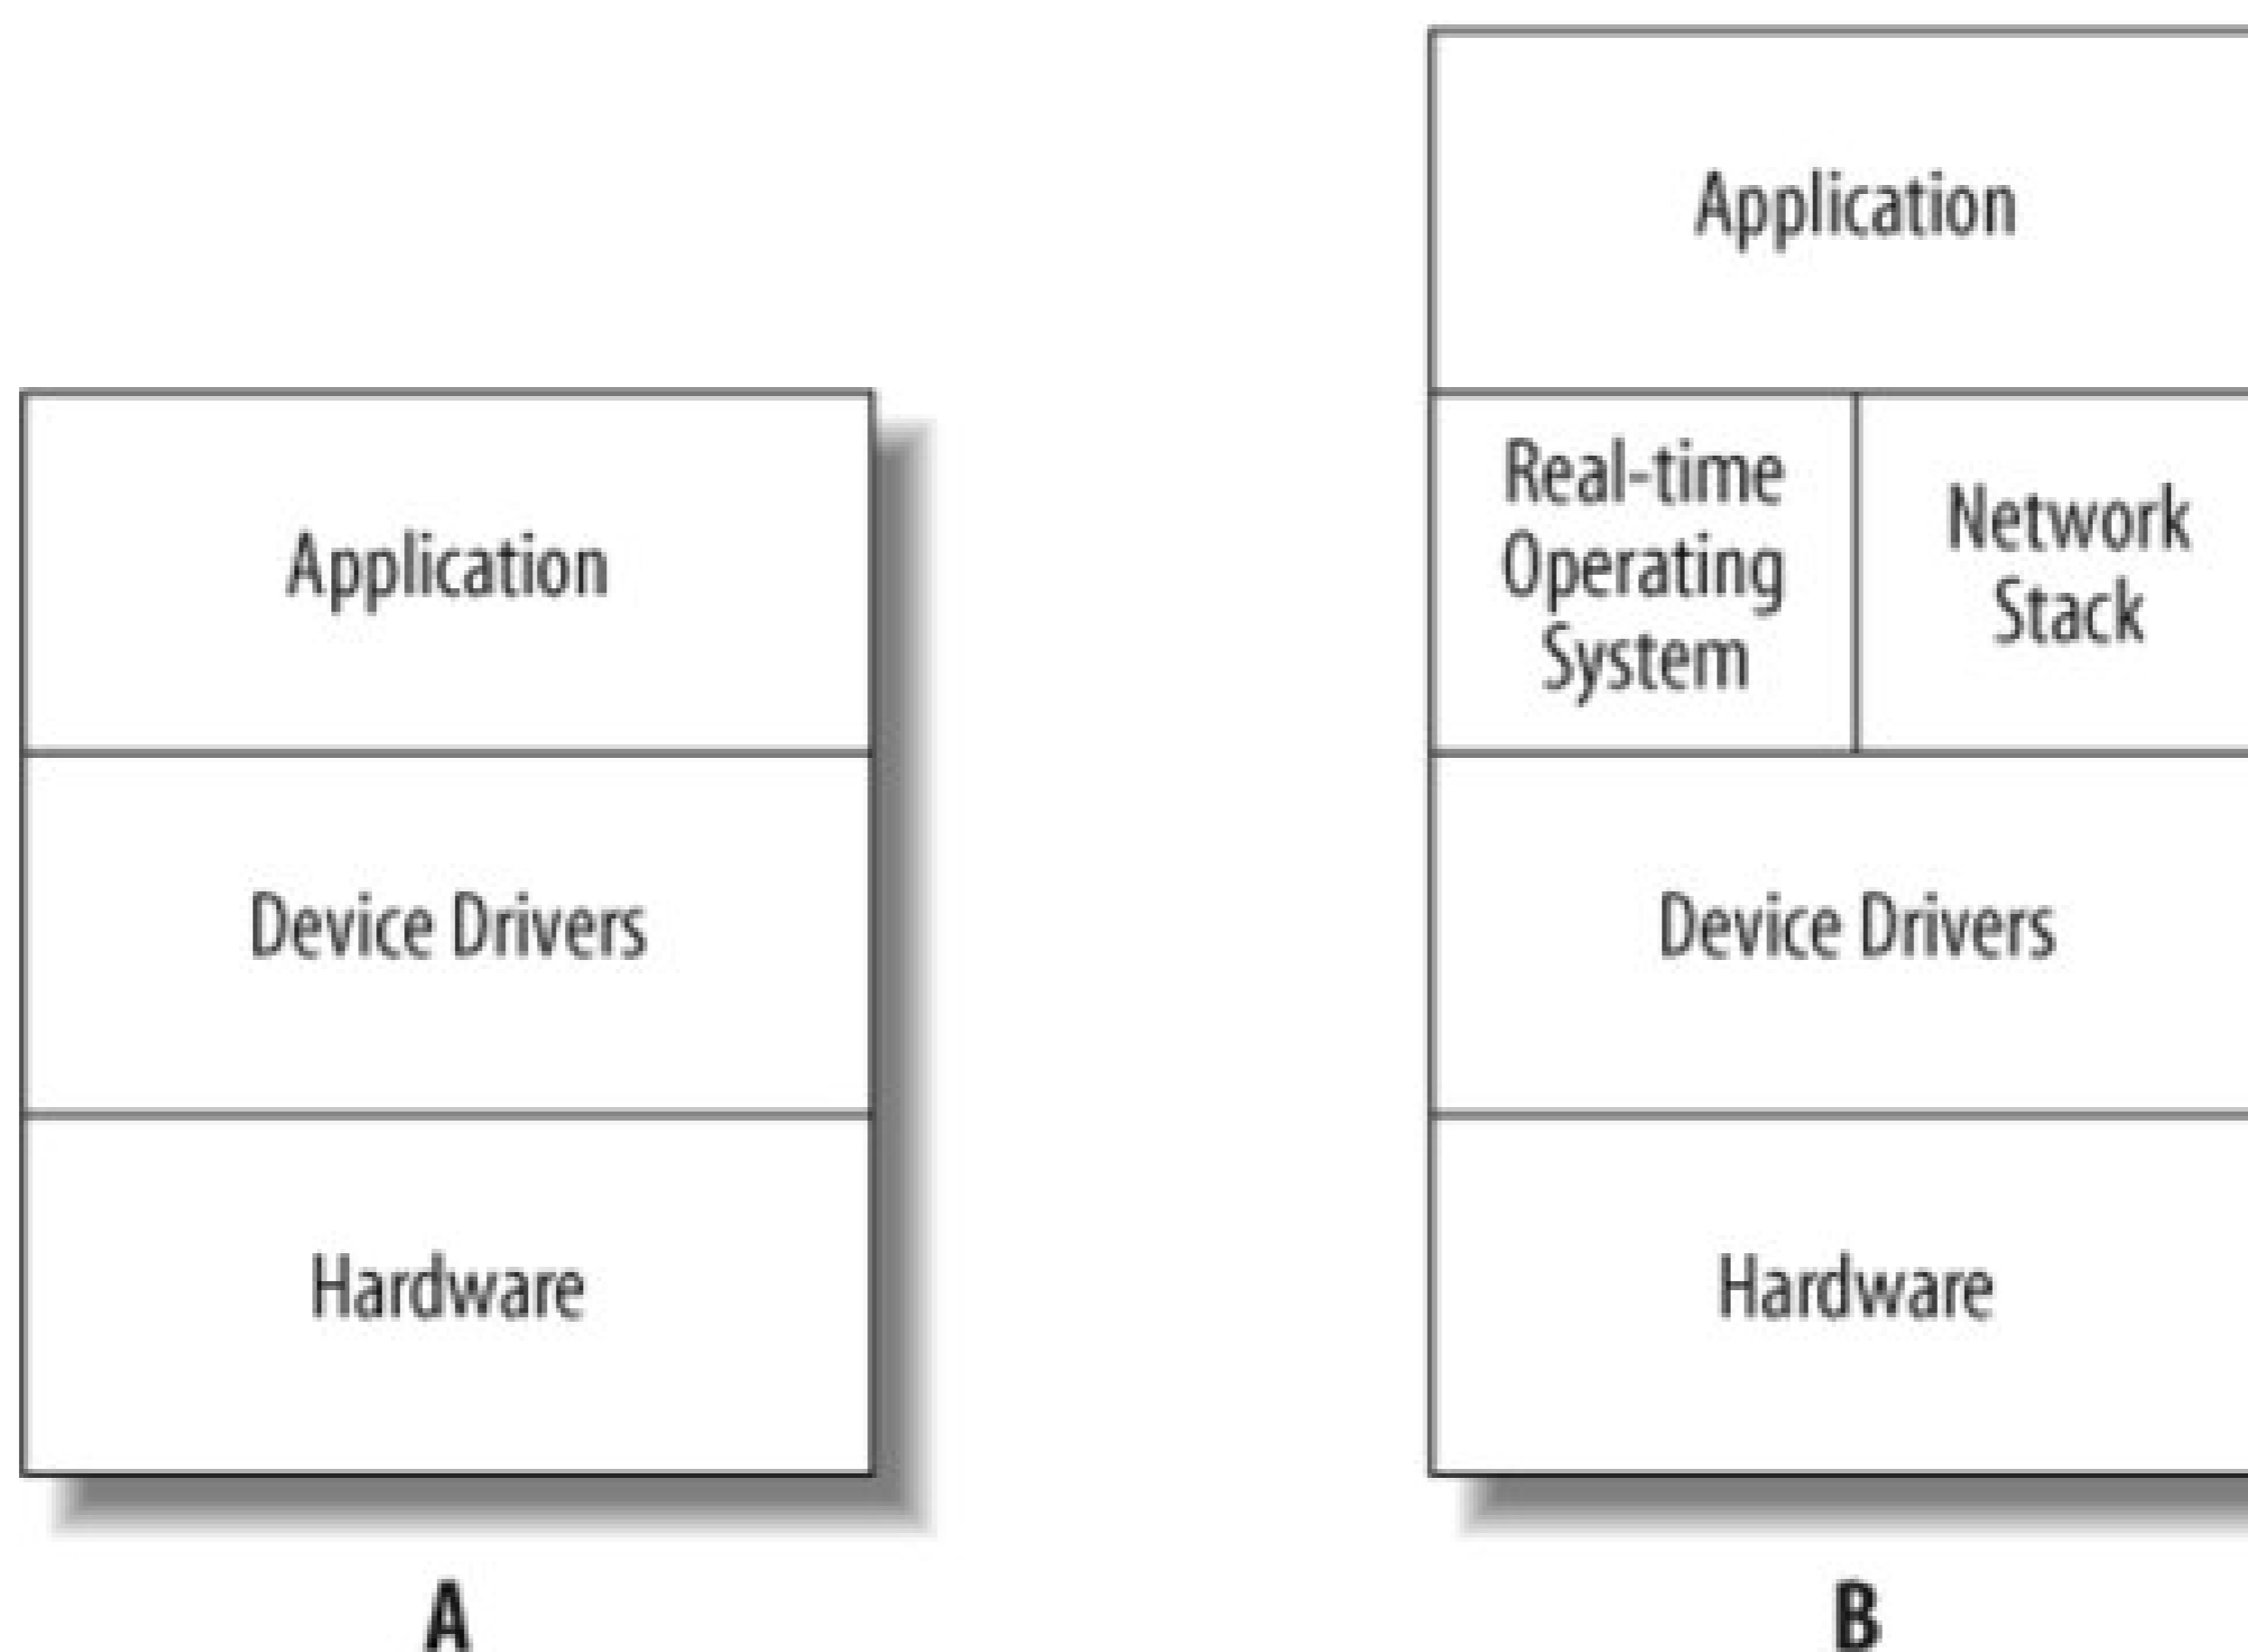 Application
Device Drivers
Hardware
A
Application
Real-time
Operating
System
Network
Stack
Device Drivers
Hardware
B